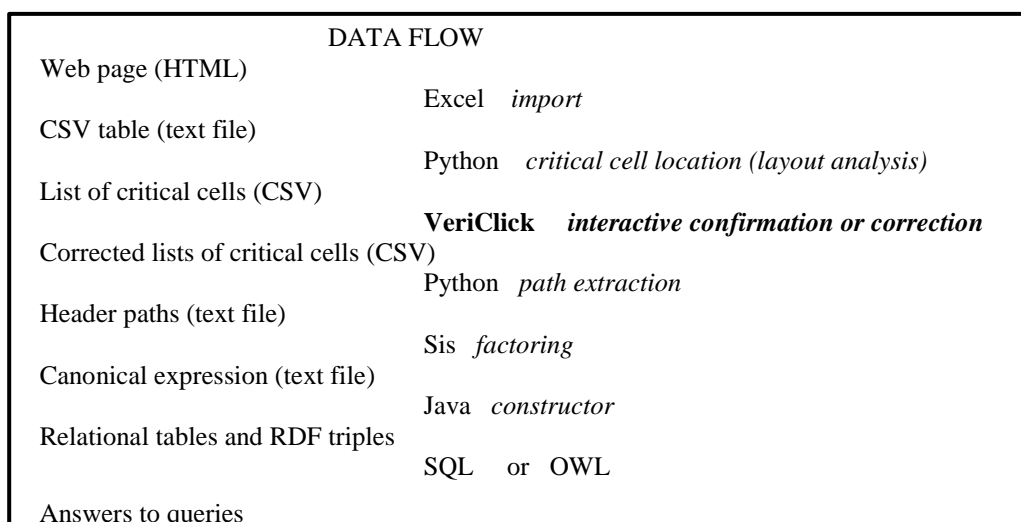 DATA FLOW
Web page (HTML)
Excel import
CSV table (text file)
Python critical cell location (layout analysis)
List of critical cells (CSV)
VeriClick interactive confirmation or correction
Corrected lists of critical cells (CSV)
Python path extraction
Header paths (text file)
Sis factoring
Canonical expression (text file)
Java constructor
Relational tables and RDF triples
SQL or OWL
Answers to queries